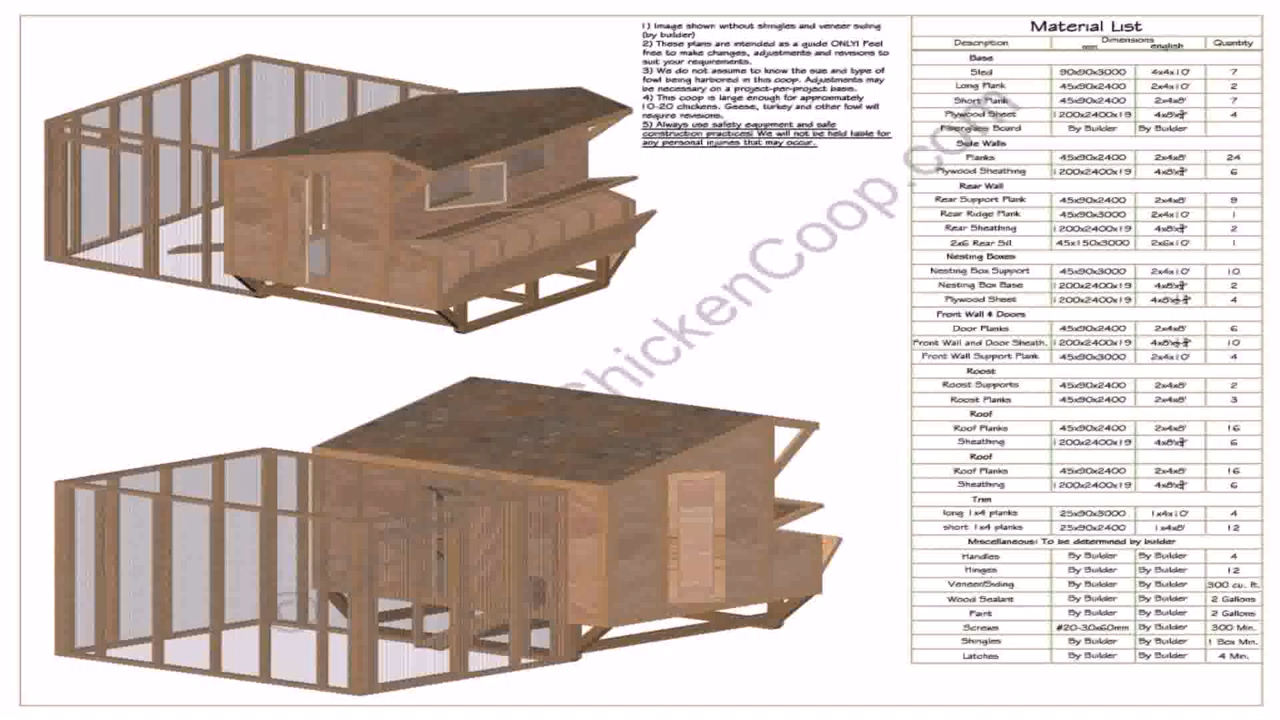 1) Image shown without shingles and veneer siding
(by builder)
2) These plans are intended as a guide ONLY! Feel
free to make changes, adjustments and revisions to
suit your requirements.
3) We do not assume to know the size and type of
fowl being harbored in this coop. Adjustments may
be necessary on a project-per-project basis.
4) This coop is large enough for approximately
10-20 chickens. Geese, turkey and other fowl will
require revisions.
5) Always use safety equipment and safe
construction practices! We will not be held liable for
any personal injuries that may occur.
ChickenCoop.com
Material List
Description Dimensions Quantity
mm english
Base
Sled 90x90x3000 4x4x10' 7
Long Plank 45x90x2400 2x4x10' 2
Short Plank 45x90x2400 2x4x8' 7
Plywood Sheet 1200x2400x19 4
Fiberglass Board By Builder By Builder
Side Walls
Planks 45x90x2400 2x4x8' 24
Plywood Sheathing 1200x2400x19 6
Rear Wall
Rear Support Plank 45x90x2400 2x4x8' 9
Rear Ridge Plank 45x90x3000 2x4x10' 1
Rear Sheathing 1200x2400x19 2
2x6 Rear Sill 45x150x3000 2x6x10' 1
Nesting Boxes
Nesting Box Support 45x90x3000 2x4x10' 10
Nesting Box Base 1200x2400x19 2
Plywood Sheet 1200x2400x19 4
Front Wall & Doors
Door Planks 45x90x2400 2x4x8' 6
Front Wall and Door Sheath. 1200x2400x19 10
Front Wall Support Plank 45x90x3000 2x4x10' 4
Roost
Roost Supports 45x90x2400 2x4x8' 2
Roost Planks 45x90x2400 2x4x8' 3
Roof
Roof Planks 45x90x2400 2x4x8' 16
Sheathing 1200x2400x19 6
Roof
Roof Planks 45x90x2400 2x4x8' 16
Sheathing 1200x2400x19 6
Trim
long 1x4 planks 25x90x3000 1x4x10' 4
short 1x4 planks 25x90x2400 1x4x8' 12
Miscellaneous: To be determined by builder
Handles By Builder By Builder 4
Hinges By Builder By Builder 12
Veneer/Siding By Builder By Builder 300 cu. ft.
Wood Sealant By Builder By Builder 2 Gallons
Paint By Builder By Builder 2 Gallons
Screws #20-30x60mm By Builder 300 Min.
Shingles By Builder By Builder 1 Box Min.
Latches By Builder By Builder 4 Min.